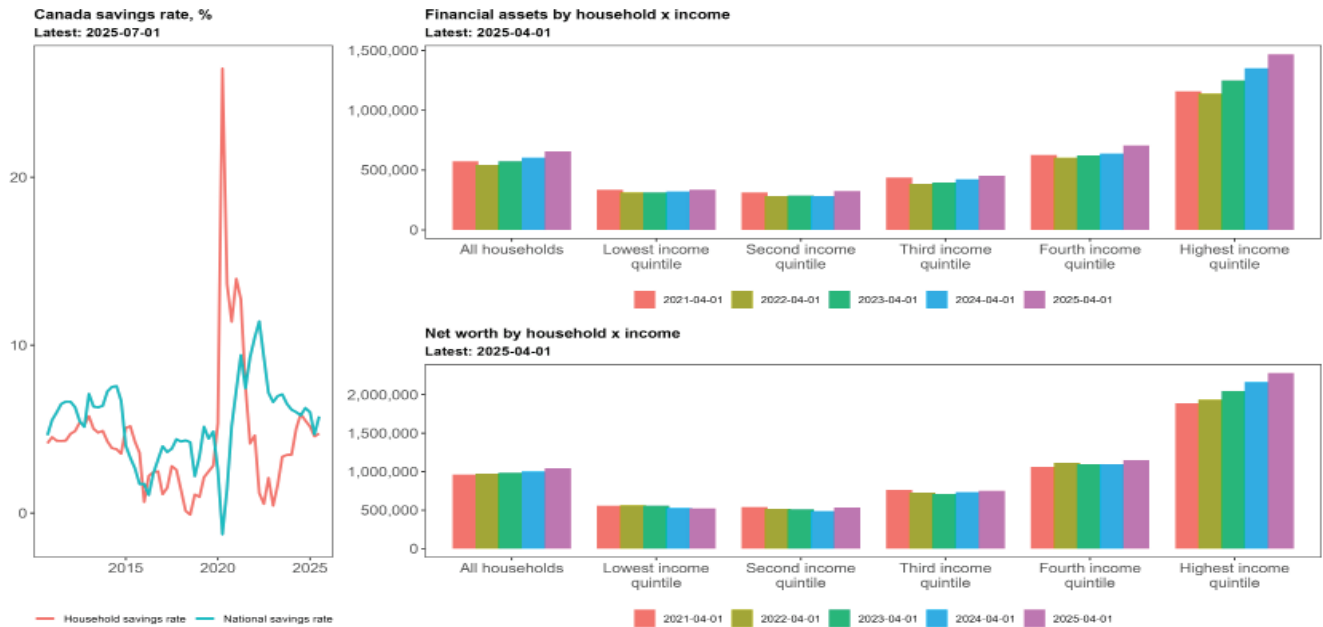 Canada savings rate, %
Latest: 2025-07-01
20
10
0
2015 2020 2025
Household savings rate National savings rate
Financial assets by household x income
Latest: 2025-04-01
1,500,000
1,000,000
500,000
0
All households Lowest income Second income Third income Fourth income Highest income
quintile quintile quintile quintile quintile
2021-04-01 2022-04-01 2023-04-01 2024-04-01 2025-04-01
Net worth by household x income
Latest: 2025-04-01
2,000,000
1,500,000
1,000,000
500,000
0
All households Lowest income Second income Third income Fourth income Highest income
quintile quintile quintile quintile quintile
2021-04-01 2022-04-01 2023-04-01 2024-04-01 2025-04-01